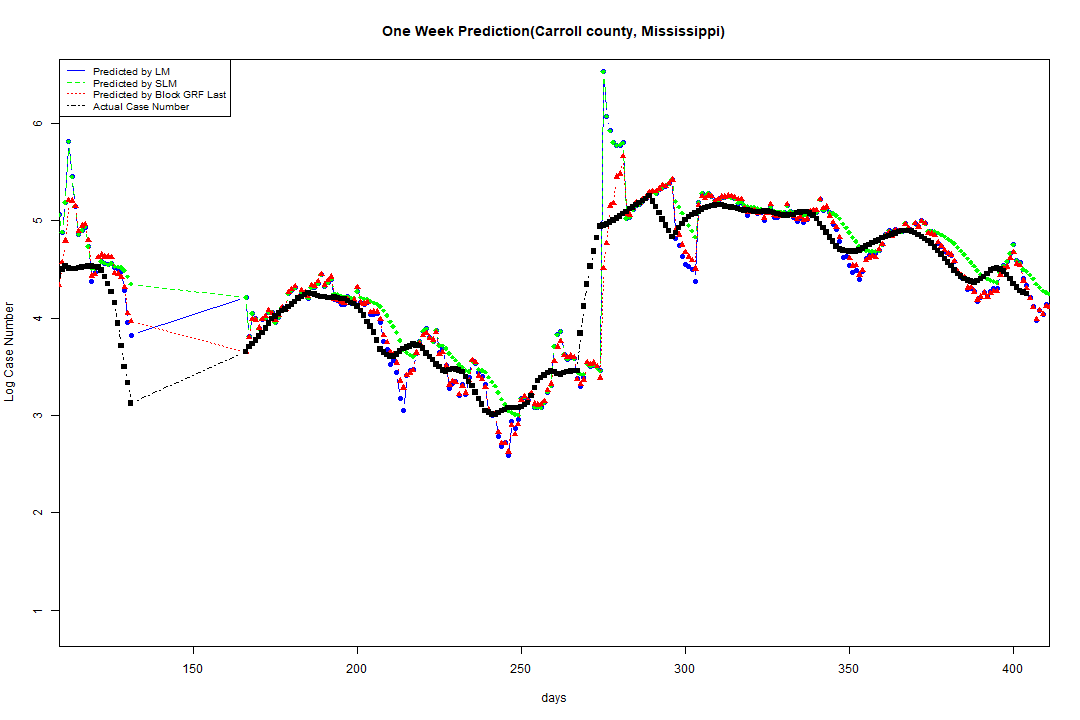 One Week Prediction(Carroll county, Mississippi)
Predicted by LM
Predicted by SLM
Predicted by Block GRF Last
Actual Case Number
Log Case Number
6
5
4
3
2
1
150 200 250 300 350 400
days